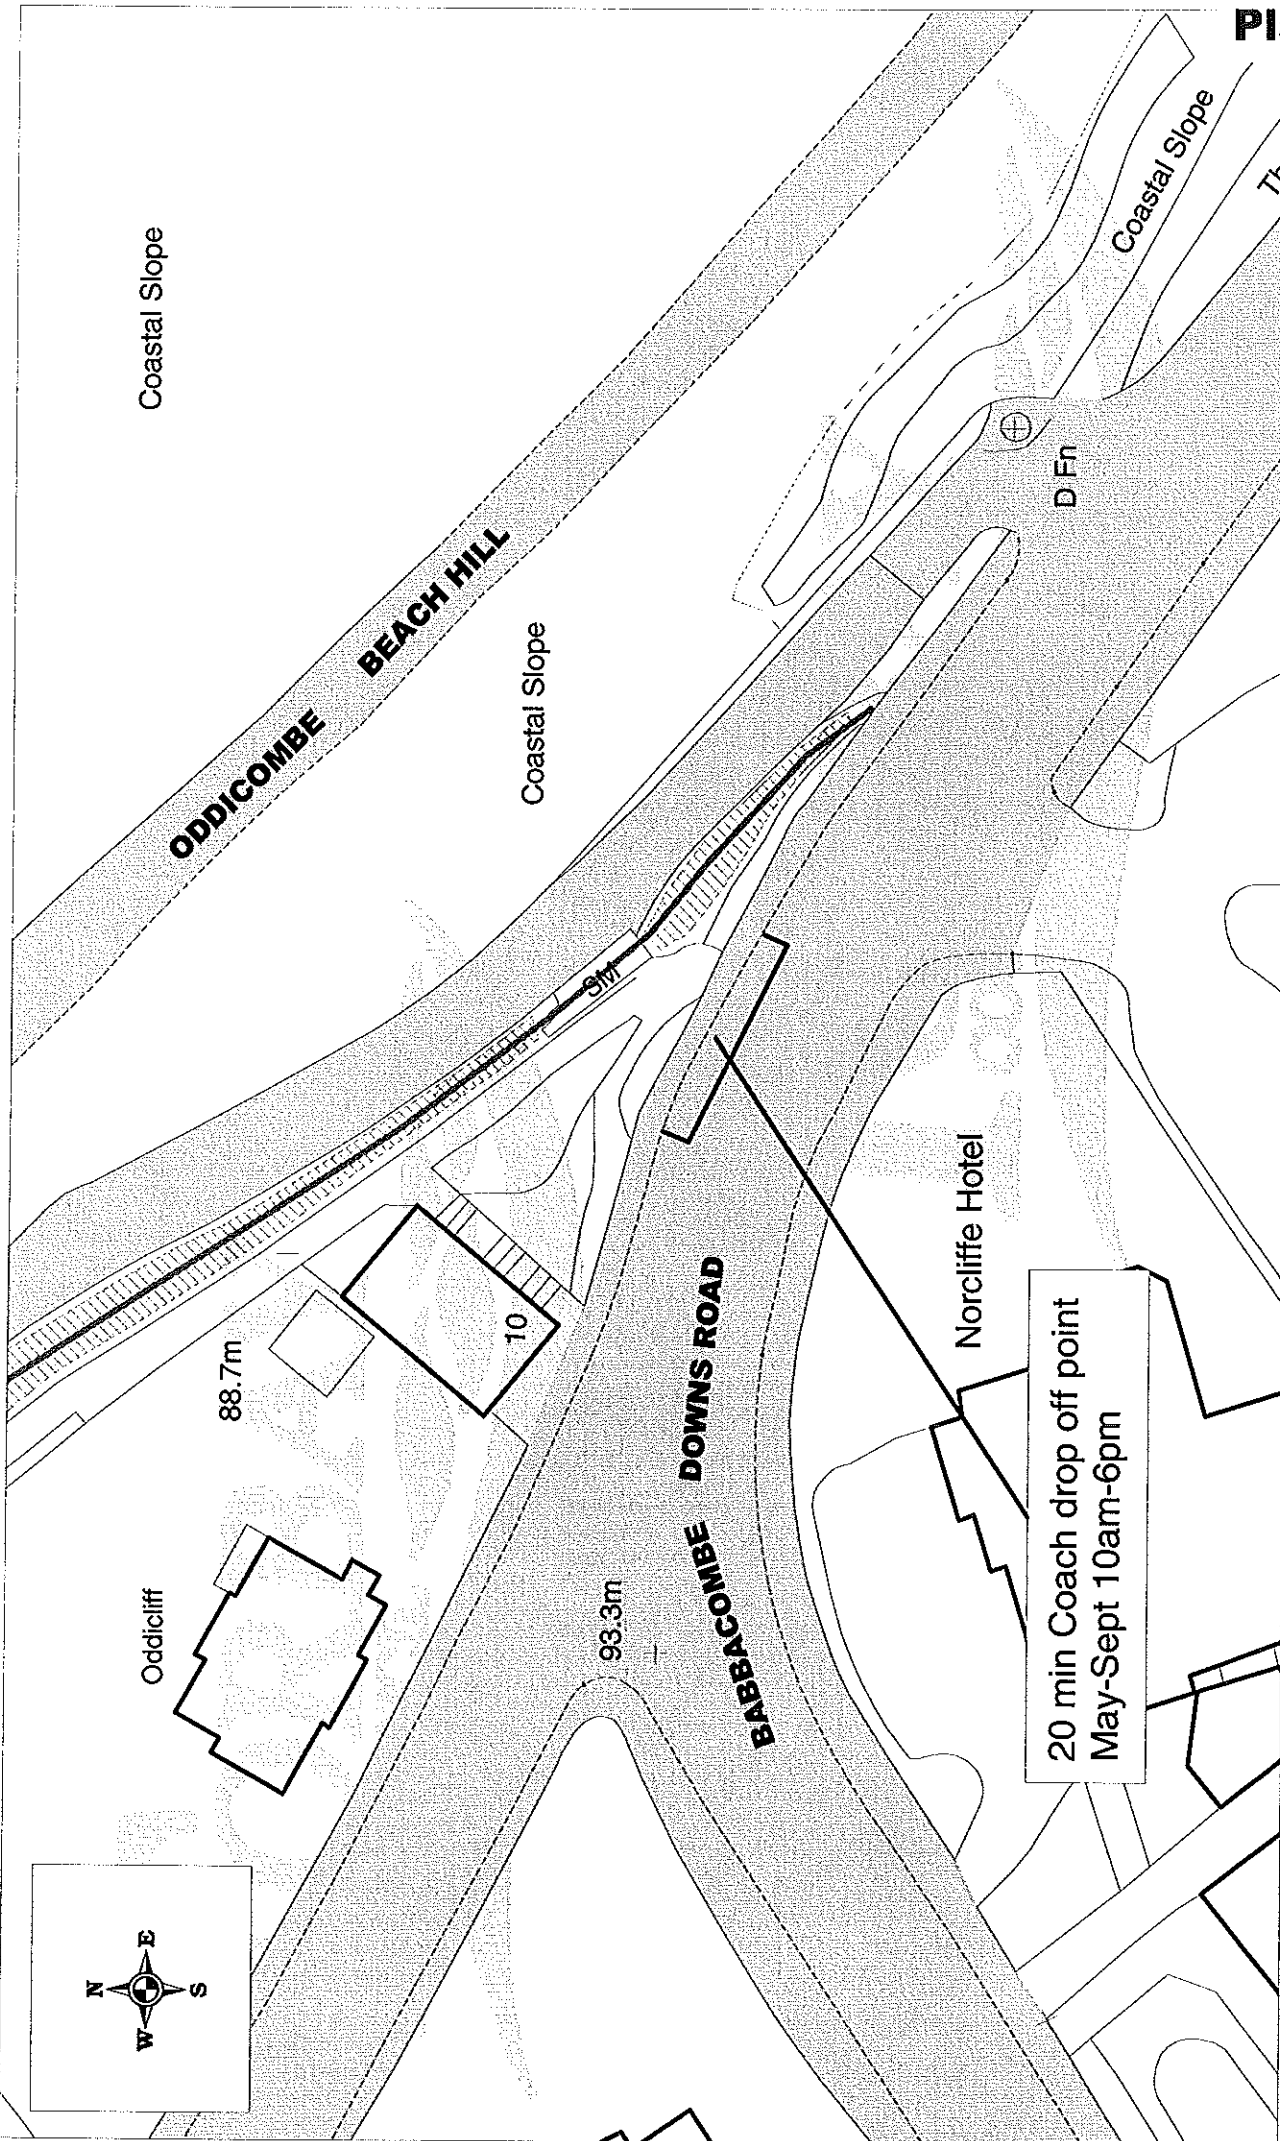 PI
Coastal Slope
Coastal Slope
Coastal Slope
ODDICOMBE BEACH HILL
D Fn
SM
88.7m
10
Oddicliff
93.3m
BABBACOMBE DOWNS ROAD
Norcliffe Hotel
20 min Coach drop off point
May-Sept 10am-6pm
N
W
E
S